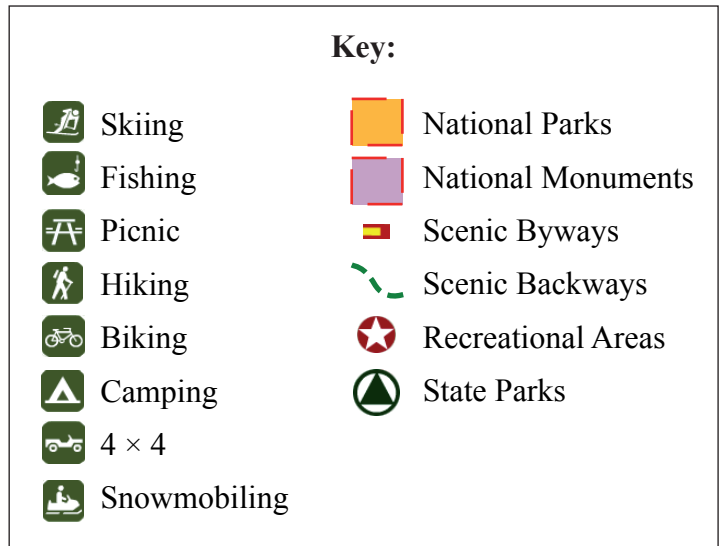 Key:
Skiing
Fishing
Picnic
Hiking
Biking
Camping
4 × 4
Snowmobiling
National Parks
National Monuments
Scenic Byways
Scenic Backways
Recreational Areas
State Parks